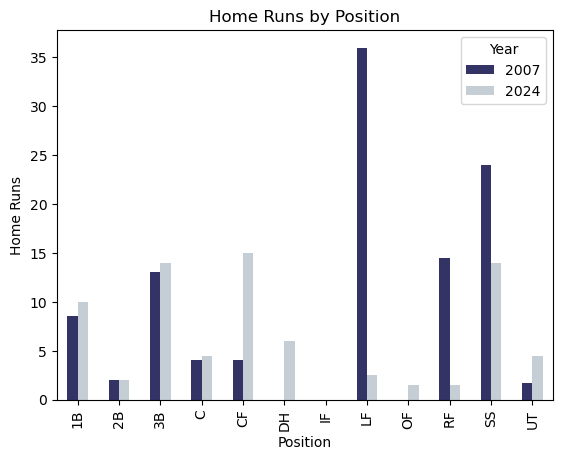 Home Runs by Position
Year
2007
2024
Home Runs
35
30
25
20
15
10
5
0
1B
2B
3B
C
CF
DH
IF
LF
OF
RF
SS
UT
Position